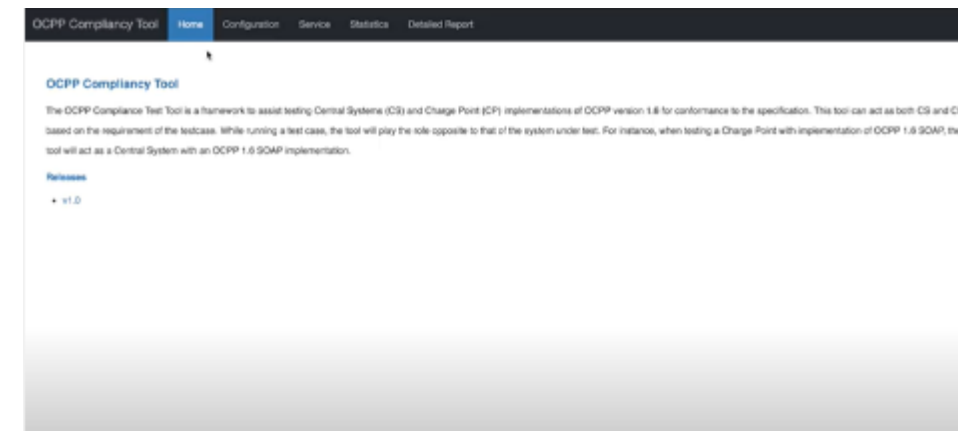 OCPP Compliancy Tool Home Configuration Service Statistics Detailed Report
OCPP Compliancy Tool
The OCPP Compliance Test Tool is a framework to assist testing Central Systems (CS) and Charge Point (CP) implementations of OCPP version 1.6 for conformance to the specification. This tool can act as both CS and C
based on the requirement of the testcase. While running a test case, the tool will play the role opposite to that of the system under test. For instance, when testing a Charge Point with implementation of OCPP 1.6 SOAP, the
tool will act as a Central System with an OCPP 1.6 SOAP implementation.
Releases
• v1.0